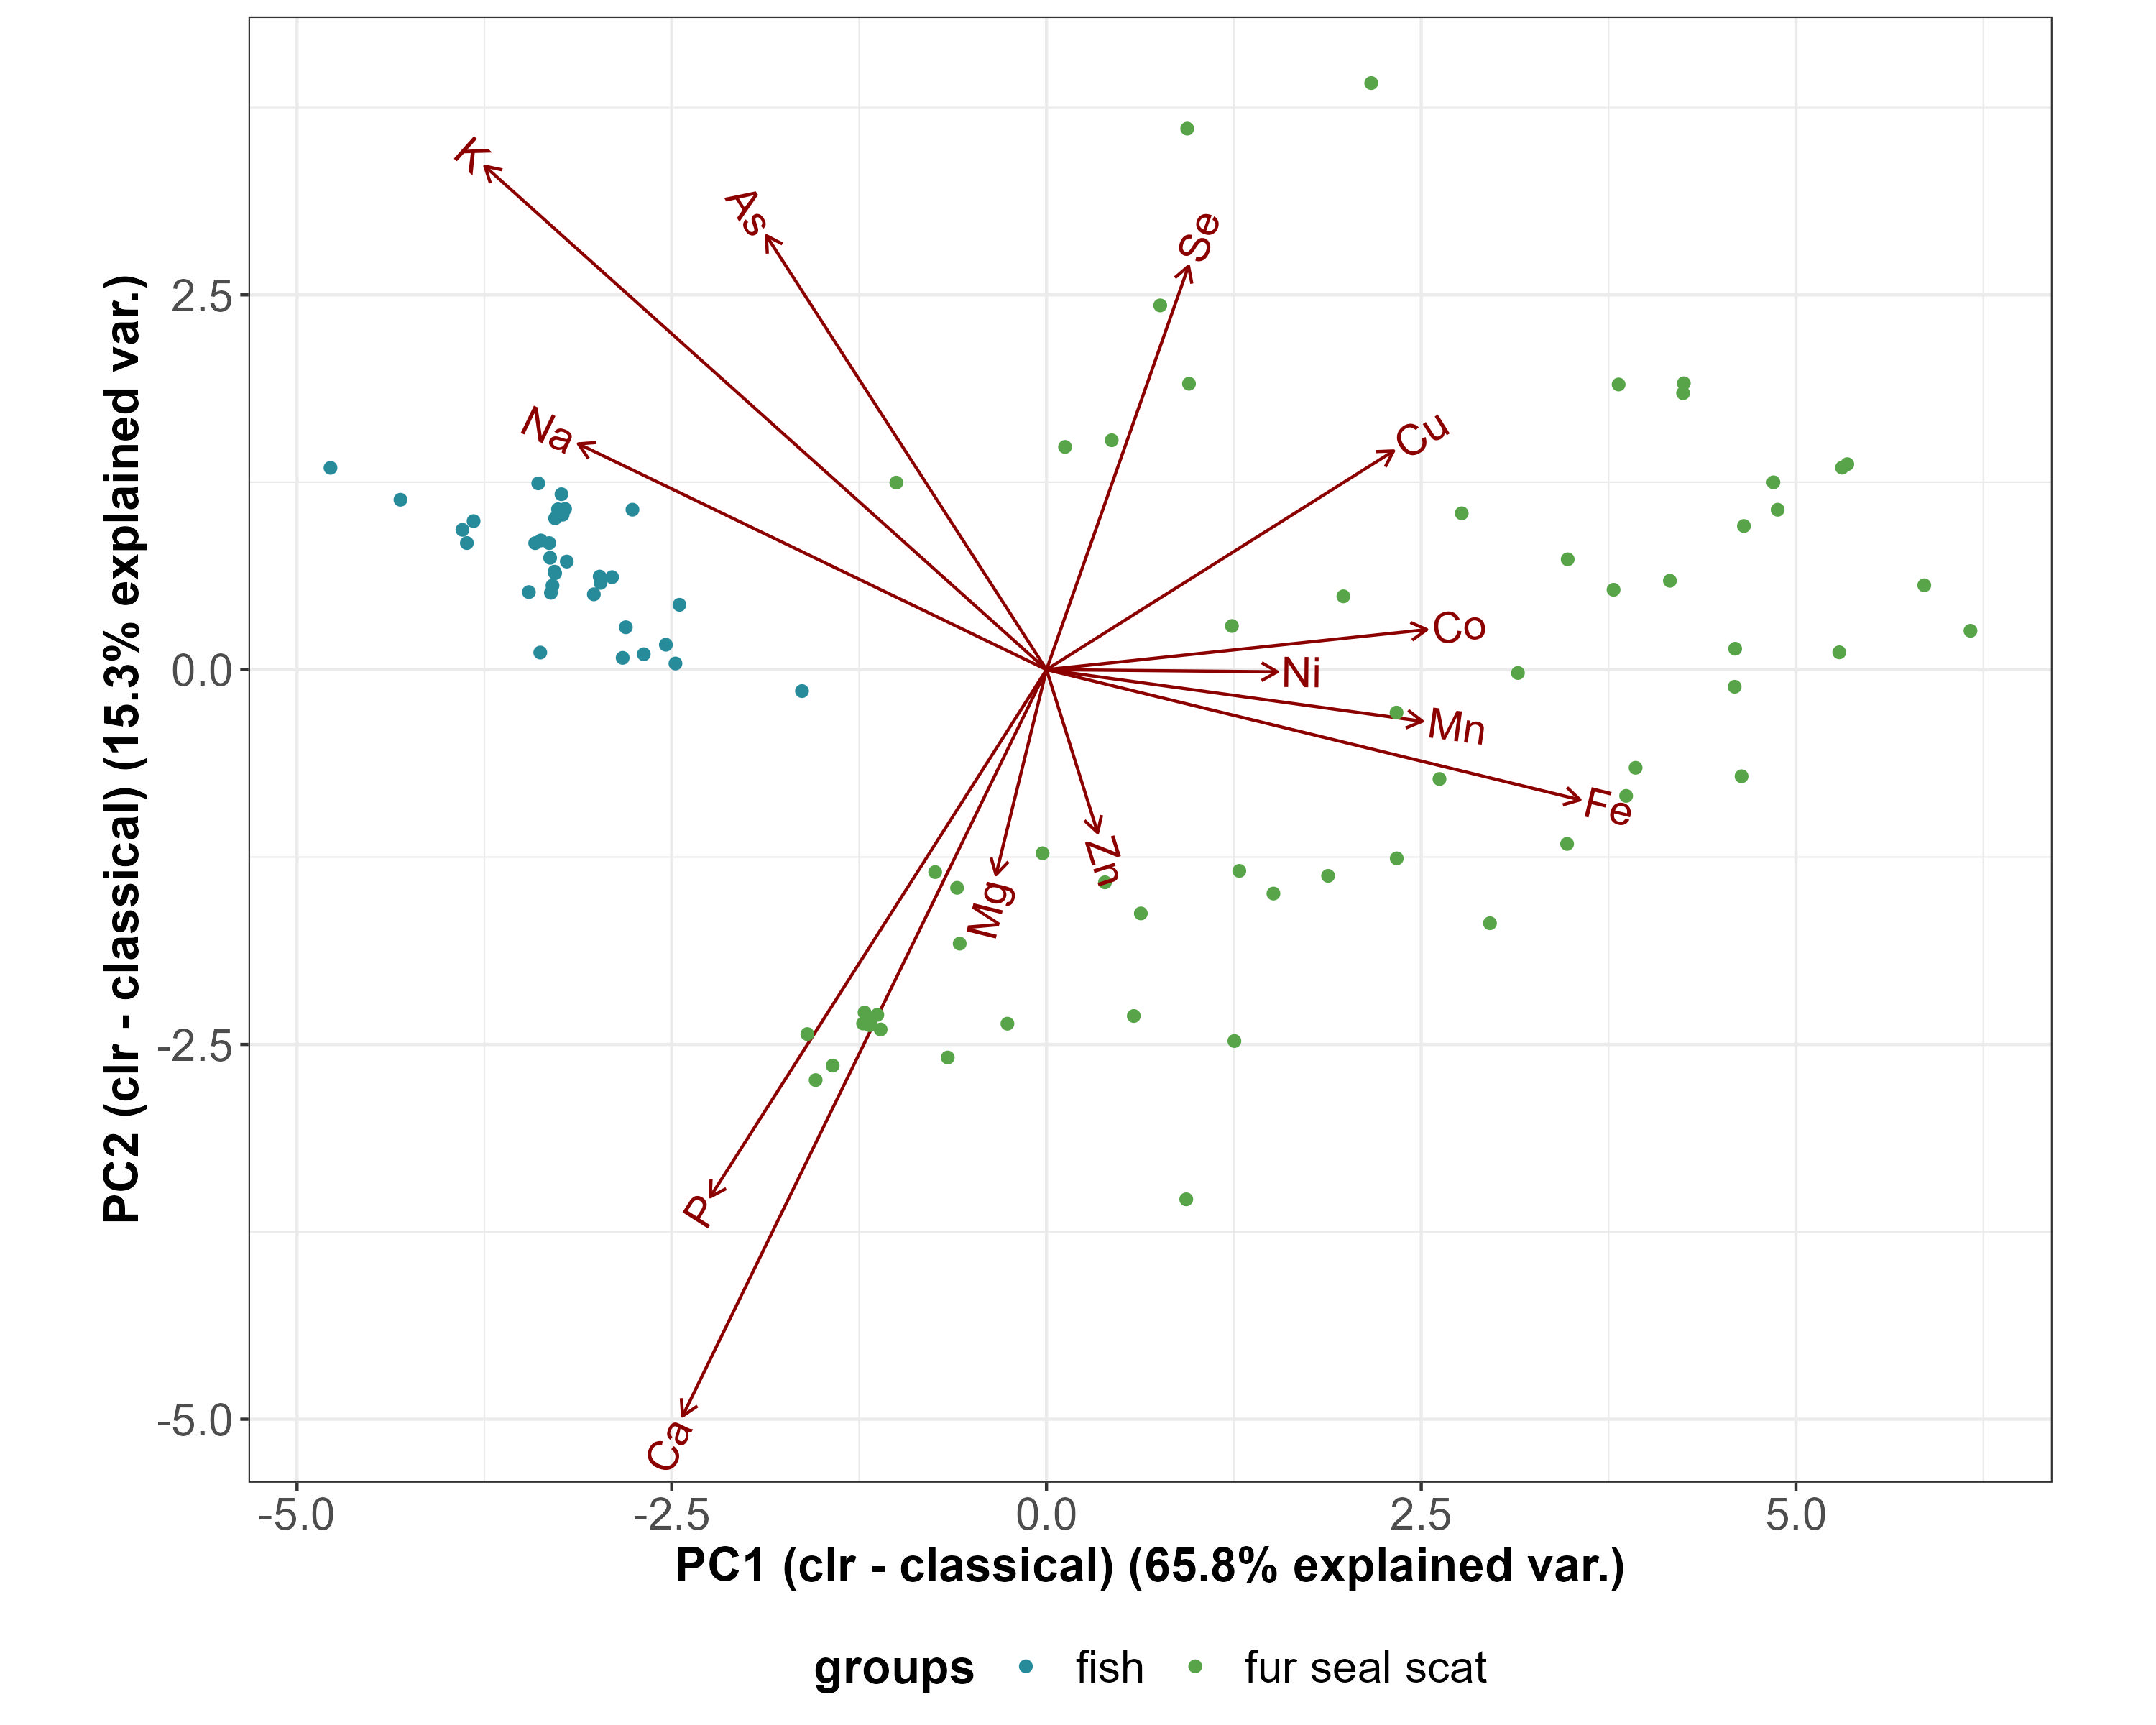 K
As
Se
2.5
Na
Cu
Co
0.0
Ni
Mn
Fe
Zn
Mg
-2.5
P
-5.0
Ca
PC2 (clr - classical) (15.3% explained var.)
-5.0 -2.5 0.0 2.5 5.0
PC1 (clr - classical) (65.8% explained var.)
groups fish fur seal scat